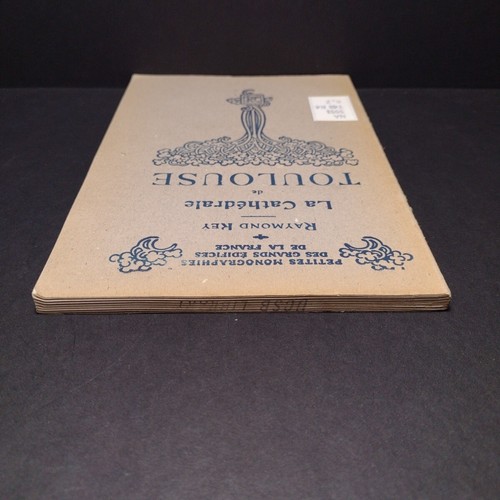 PETITES MONOGRAPHIES
DES GRANDS ÉDIFICES
DE LA FRANCE
RAYMOND REY
La Cathédrale
de
TOULOUSE